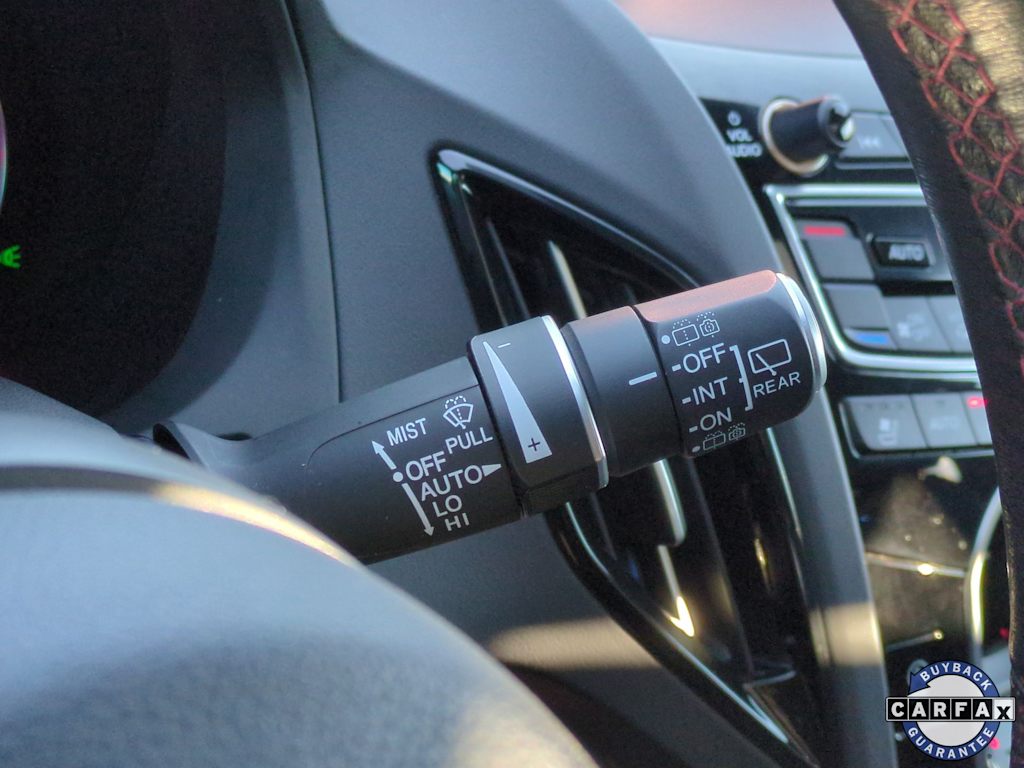 VOL
AUDIO
AUTO
MIST
OFF
PULL
AUTO
LO
HI
-
+
-OFF
-INT
-ON
REAR
BUYBACK
CARFAX
GUARANTEE